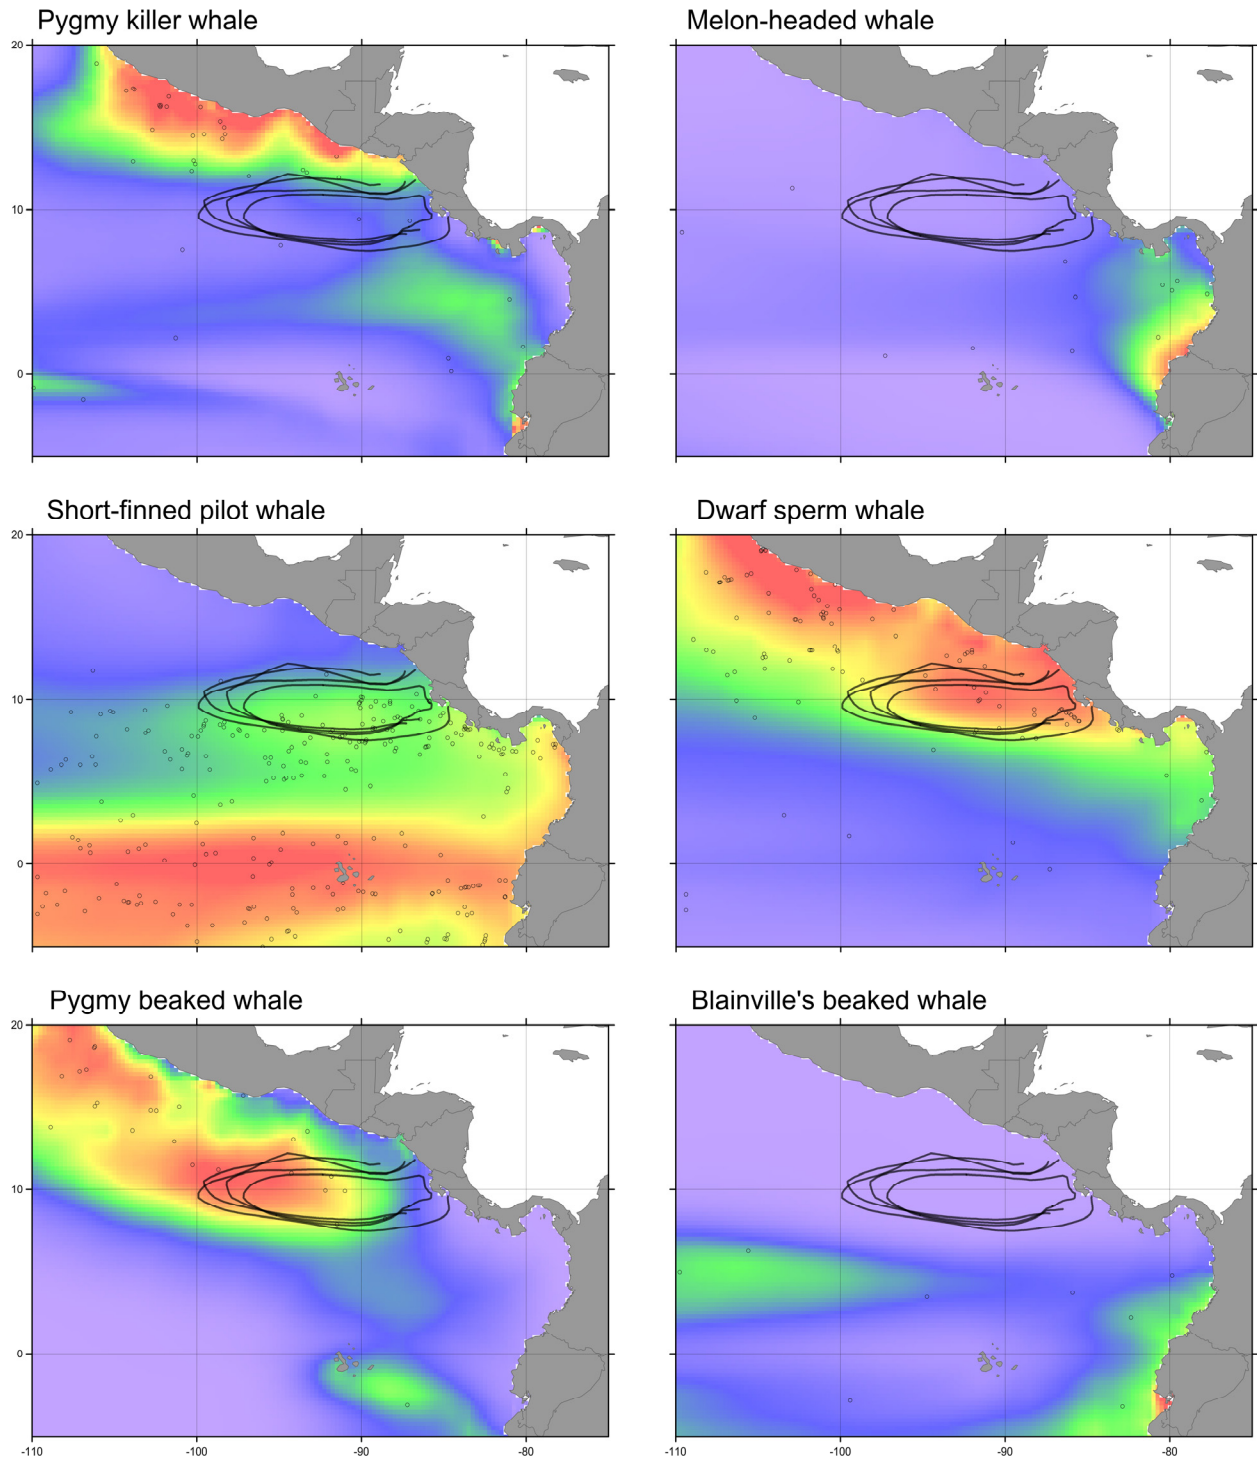 Pygmy killer whale
Melon-headed whale
20
10
0
Short-finned pilot whale
Dwarf sperm whale
20
10
0
Pygmy beaked whale
Blainville's beaked whale
20
10
0
-110
-100
-90
-80
-110
-100
-90
-80